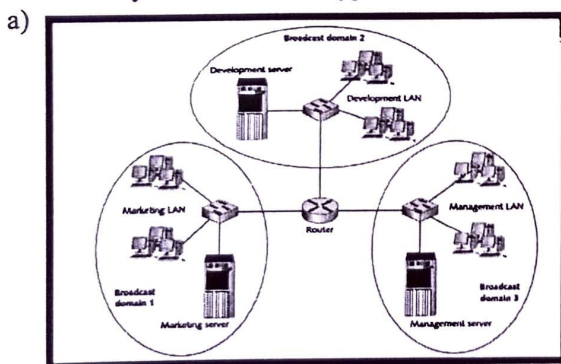 a)
Broadcast domain 2
Development server
Development LAN
Marketing LAN
Management LAN
Router
Broadcast
domain 1
Marketing server
Broadcast
domain 3
Management server